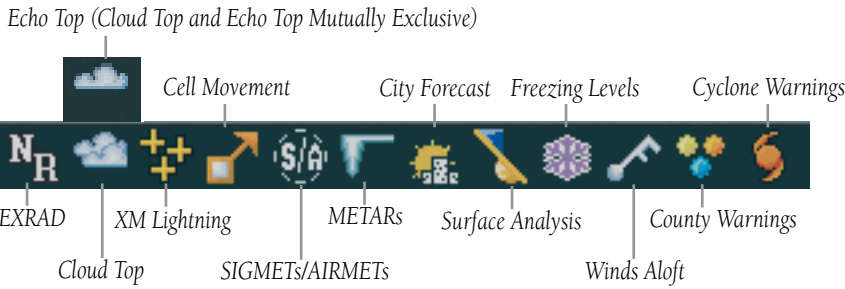 Echo Top (Cloud Top and Echo Top Mutually Exclusive)
Cell Movement
City Forecast
Freezing Levels
Cyclone Warnings
NR
S/A
EXRAD
XM Lightning
METARs
Surface Analysis
County Warnings
Cloud Top
SIGMETs/AIRMETs
Winds Aloft